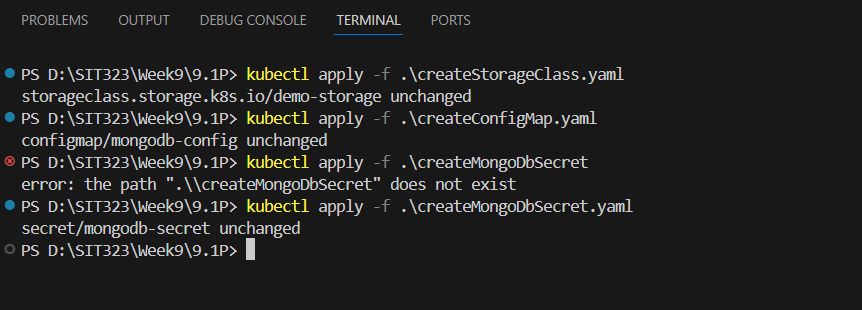 PROBLEMS OUTPUT DEBUG CONSOLE TERMINAL PORTS
PS D:\SIT323\Week9\9.1P> kubectl apply -f .\createStorageClass.yaml
storageclass.storage.k8s.io/demo-storage unchanged
PS D:\SIT323\Week9\9.1P> kubectl apply -f .\createConfigMap.yaml
configmap/mongodb-config unchanged
PS D:\SIT323\Week9\9.1P> kubectl apply -f .\createMongoDbSecret
error: the path ".\\createMongoDbSecret" does not exist
PS D:\SIT323\Week9\9.1P> kubectl apply -f .\createMongoDbSecret.yaml
secret/mongodb-secret unchanged
PS D:\SIT323\Week9\9.1P>